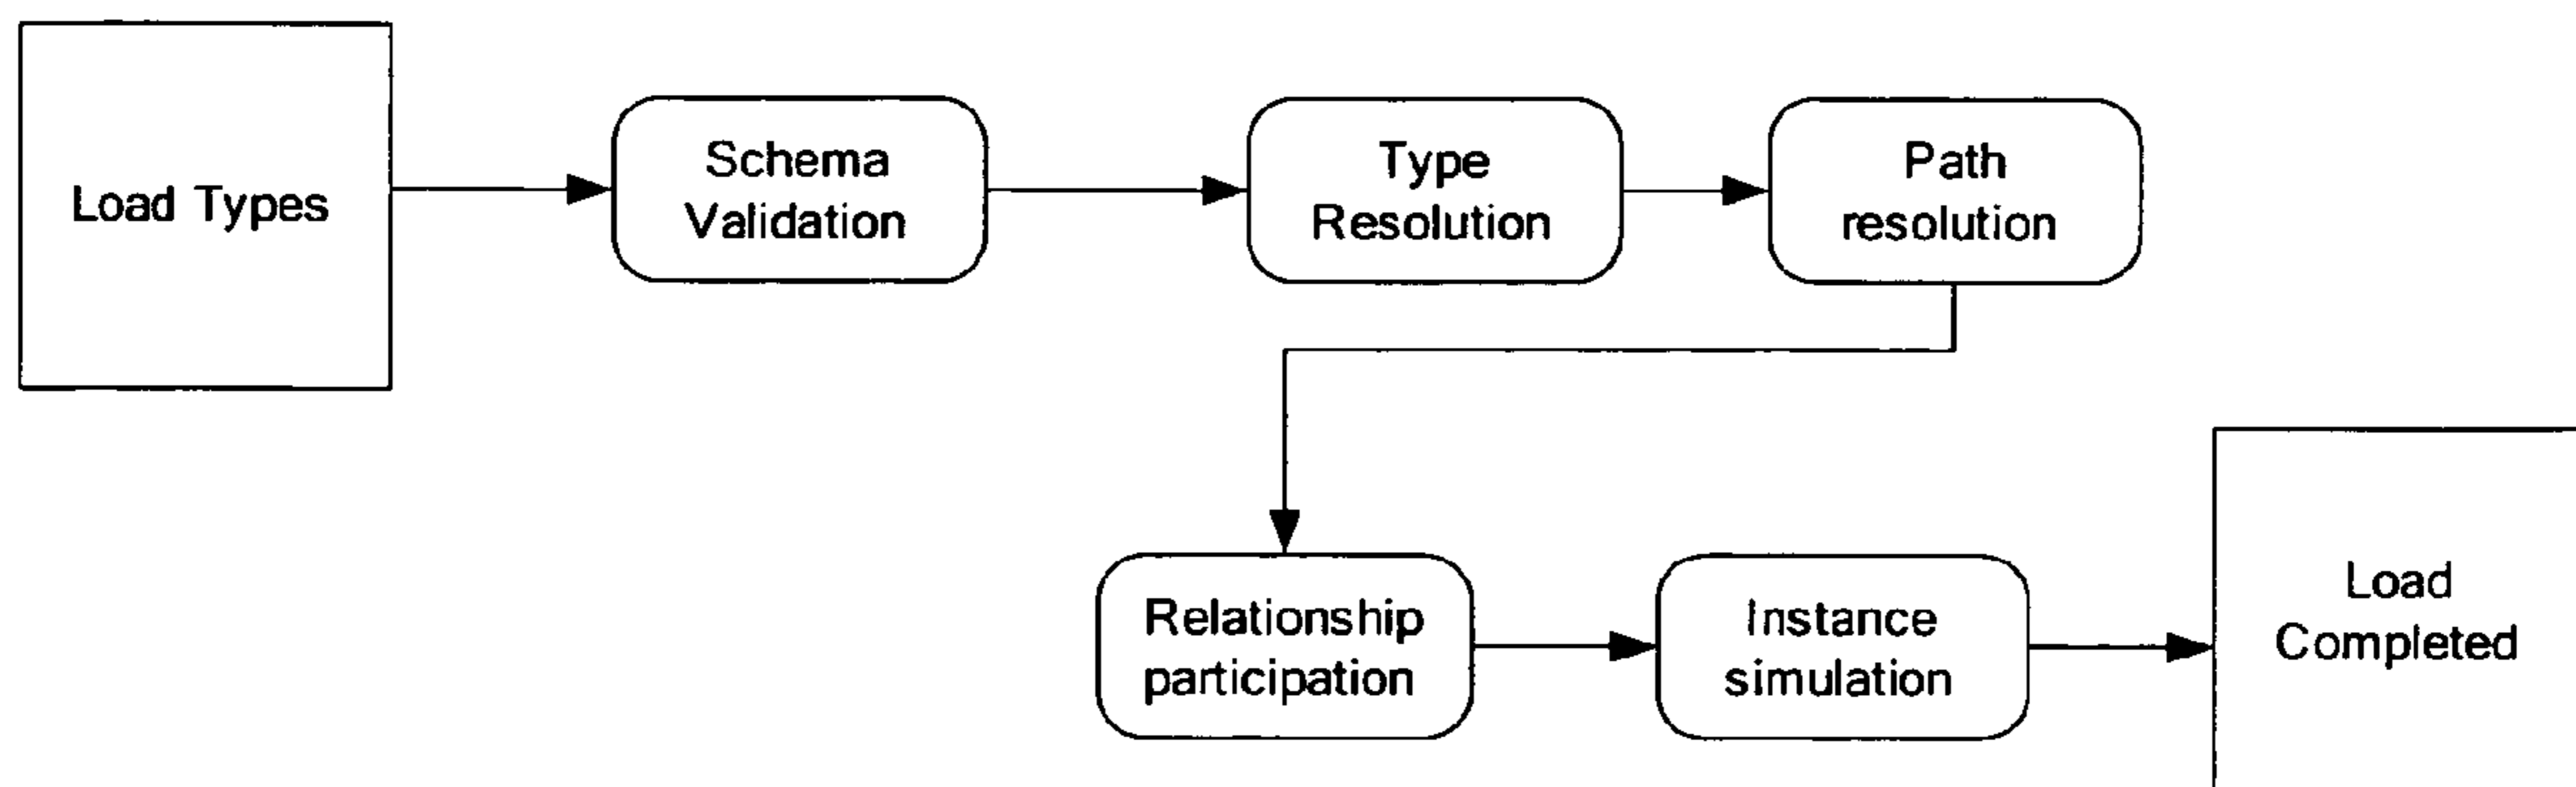 Load Types
Schema
Validation
Type
Resolution
Path
resolution
Relationship
participation
Instance
simulation
Load
Completed